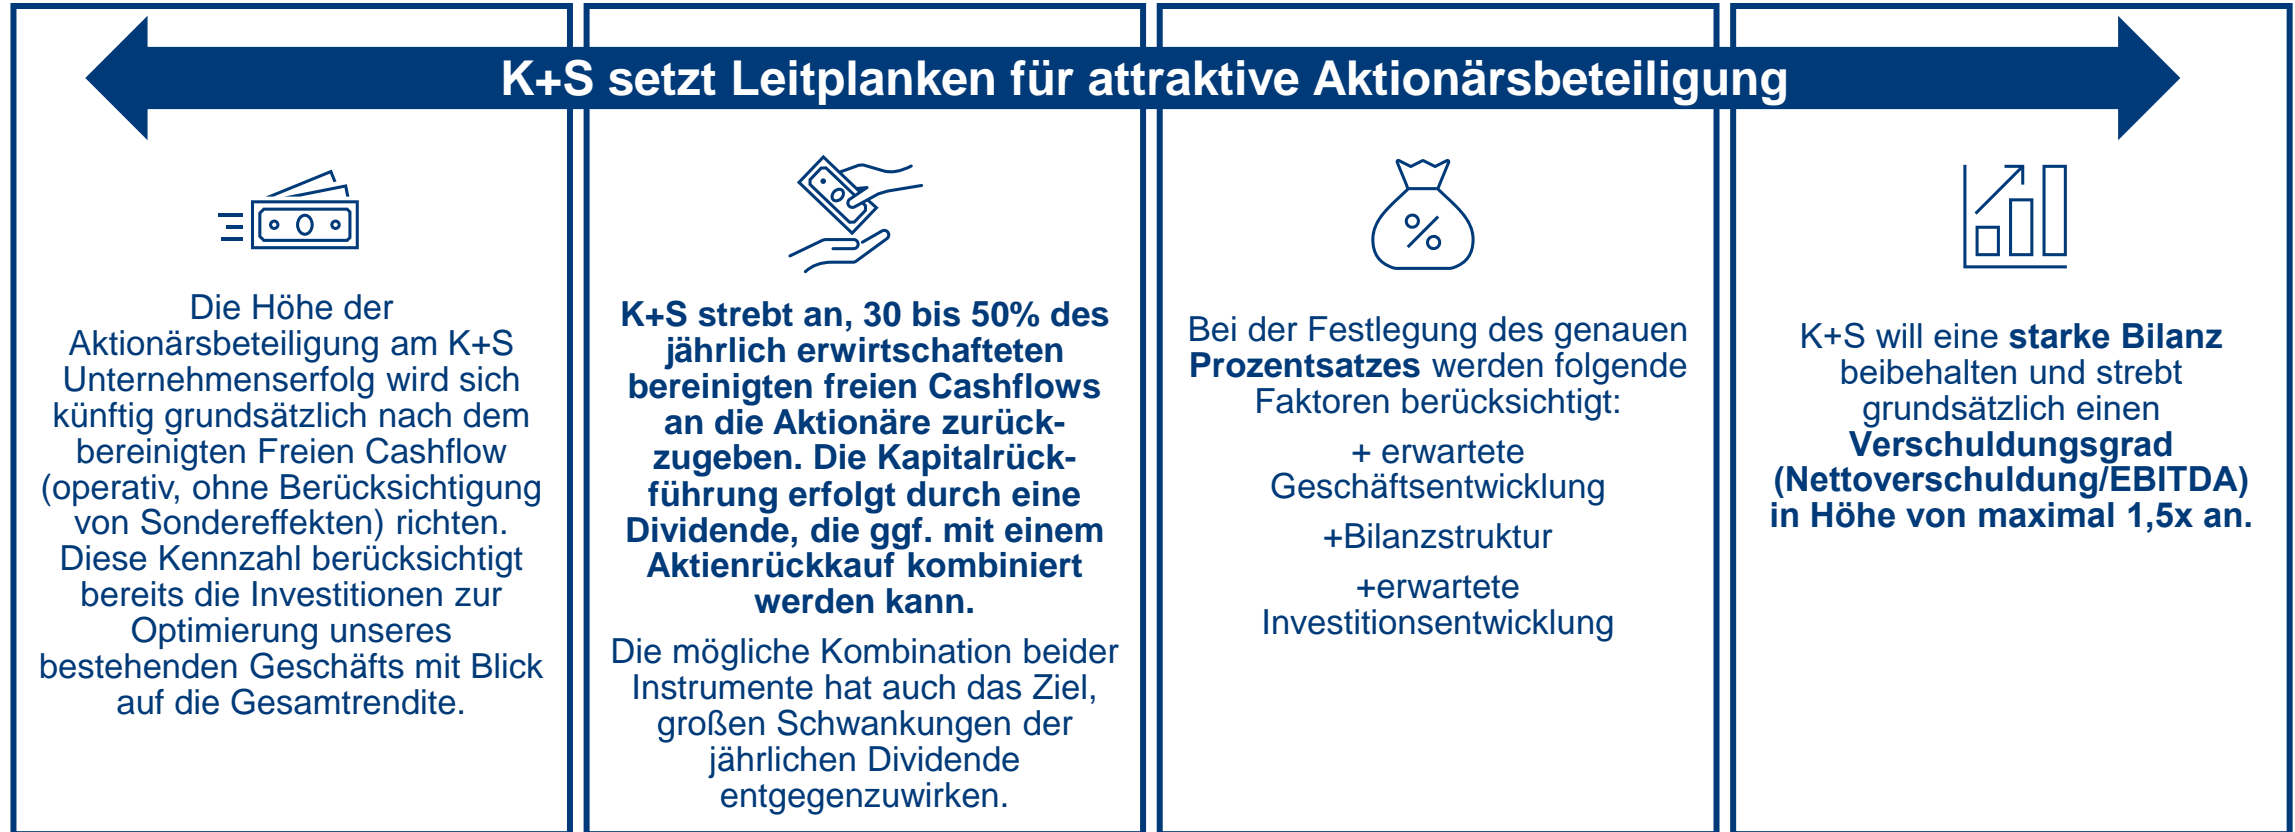 K+S setzt Leitplanken für attraktive Aktionärsbeteiligung
Die Höhe der
Aktionärsbeteiligung am K+S
Unternehmenserfolg wird sich
künftig grundsätzlich nach dem
bereinigten Freien Cashflow
(operativ, ohne Berücksichtigung
von Sondereffekten) richten.
Diese Kennzahl berücksichtigt
bereits die Investitionen zur
Optimierung unseres
bestehenden Geschäfts mit Blick
auf die Gesamtrendite.
K+S strebt an, 30 bis 50% des
jährlich erwirtschafteten
bereinigten freien Cashflows
an die Aktionäre zurück-
zugeben. Die Kapitalrück-
führung erfolgt durch eine
Dividende, die ggf. mit einem
Aktienrückkauf kombiniert
werden kann.
Die mögliche Kombination beider
Instrumente hat auch das Ziel,
großen Schwankungen der
jährlichen Dividende
entgegenzuwirken.
%
Bei der Festlegung des genauen
Prozentsatzes werden folgende
Faktoren berücksichtigt:
+ erwartete
Geschäftsentwicklung
+Bilanzstruktur
+erwartete
Investitionsentwicklung
K+S will eine starke Bilanz
beibehalten und strebt
grundsätzlich einen
Verschuldungsgrad
(Nettoverschuldung/EBITDA)
in Höhe von maximal 1,5x an.